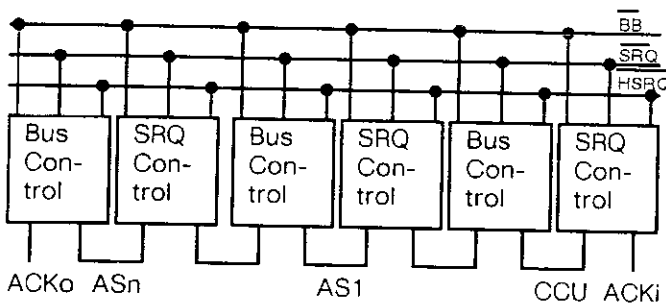 BB
SRQ
HSRQ
Bus Con- trol
SRQ Con- trol
Bus Con- trol
SRQ Con- trol
Bus Con- trol
SRQ Con- trol
ACKo ASn AS1 CCU ACKi